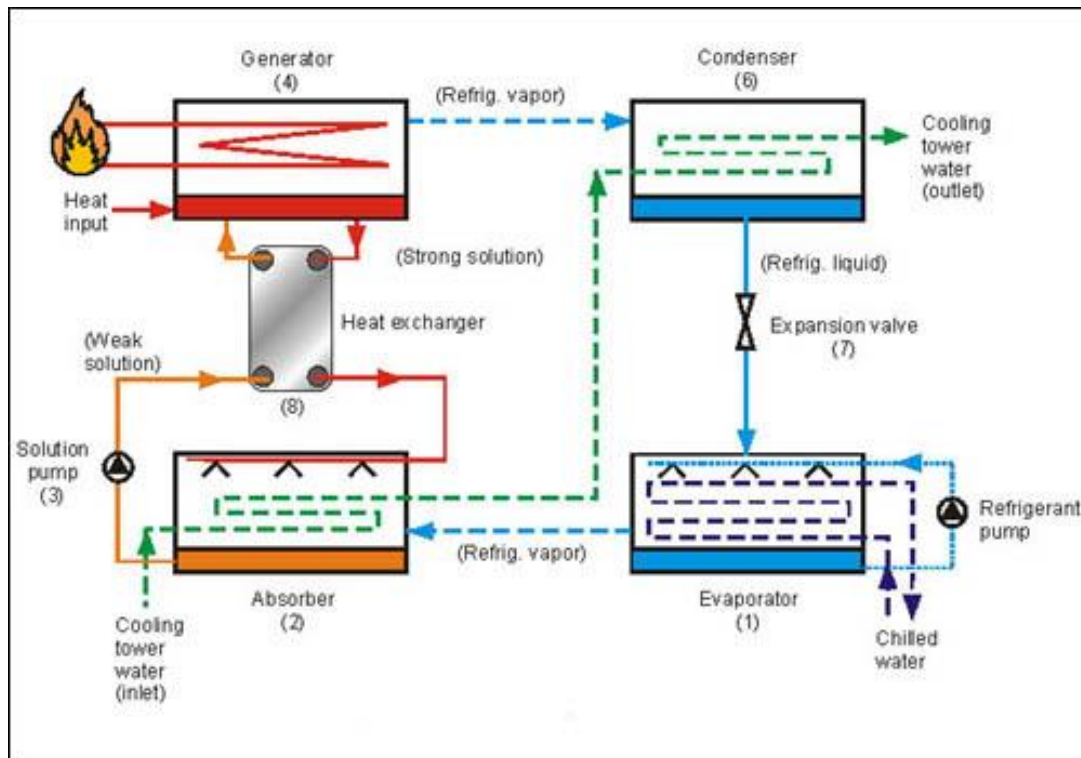 Generator
(4)
Condenser
(6)
(Refrig. vapor)
Cooling
tower
water
(outlet)
Heat
input
(Strong solution)
(Refrig. liquid)
Heat exchanger
Expansion valve
(7)
(Weak
solution)
(8)
Solution
pump
(3)
Refrigerant
pump
(Refrig. vapor)
Absorber
(2)
Evaporator
(1)
Cooling
tower
water
(inlet)
Chilled
water